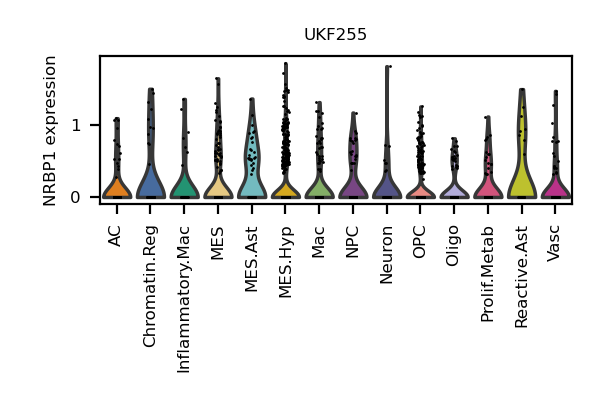 UKF255
NRBP1 expression
1
0
AC
Chromatin.Reg
Inflammatory.Mac
MES
MES.Ast
MES.Hyp
Mac
NPC
Neuron
OPC
Oligo
Prolif.Metab
Reactive.Ast
Vasc